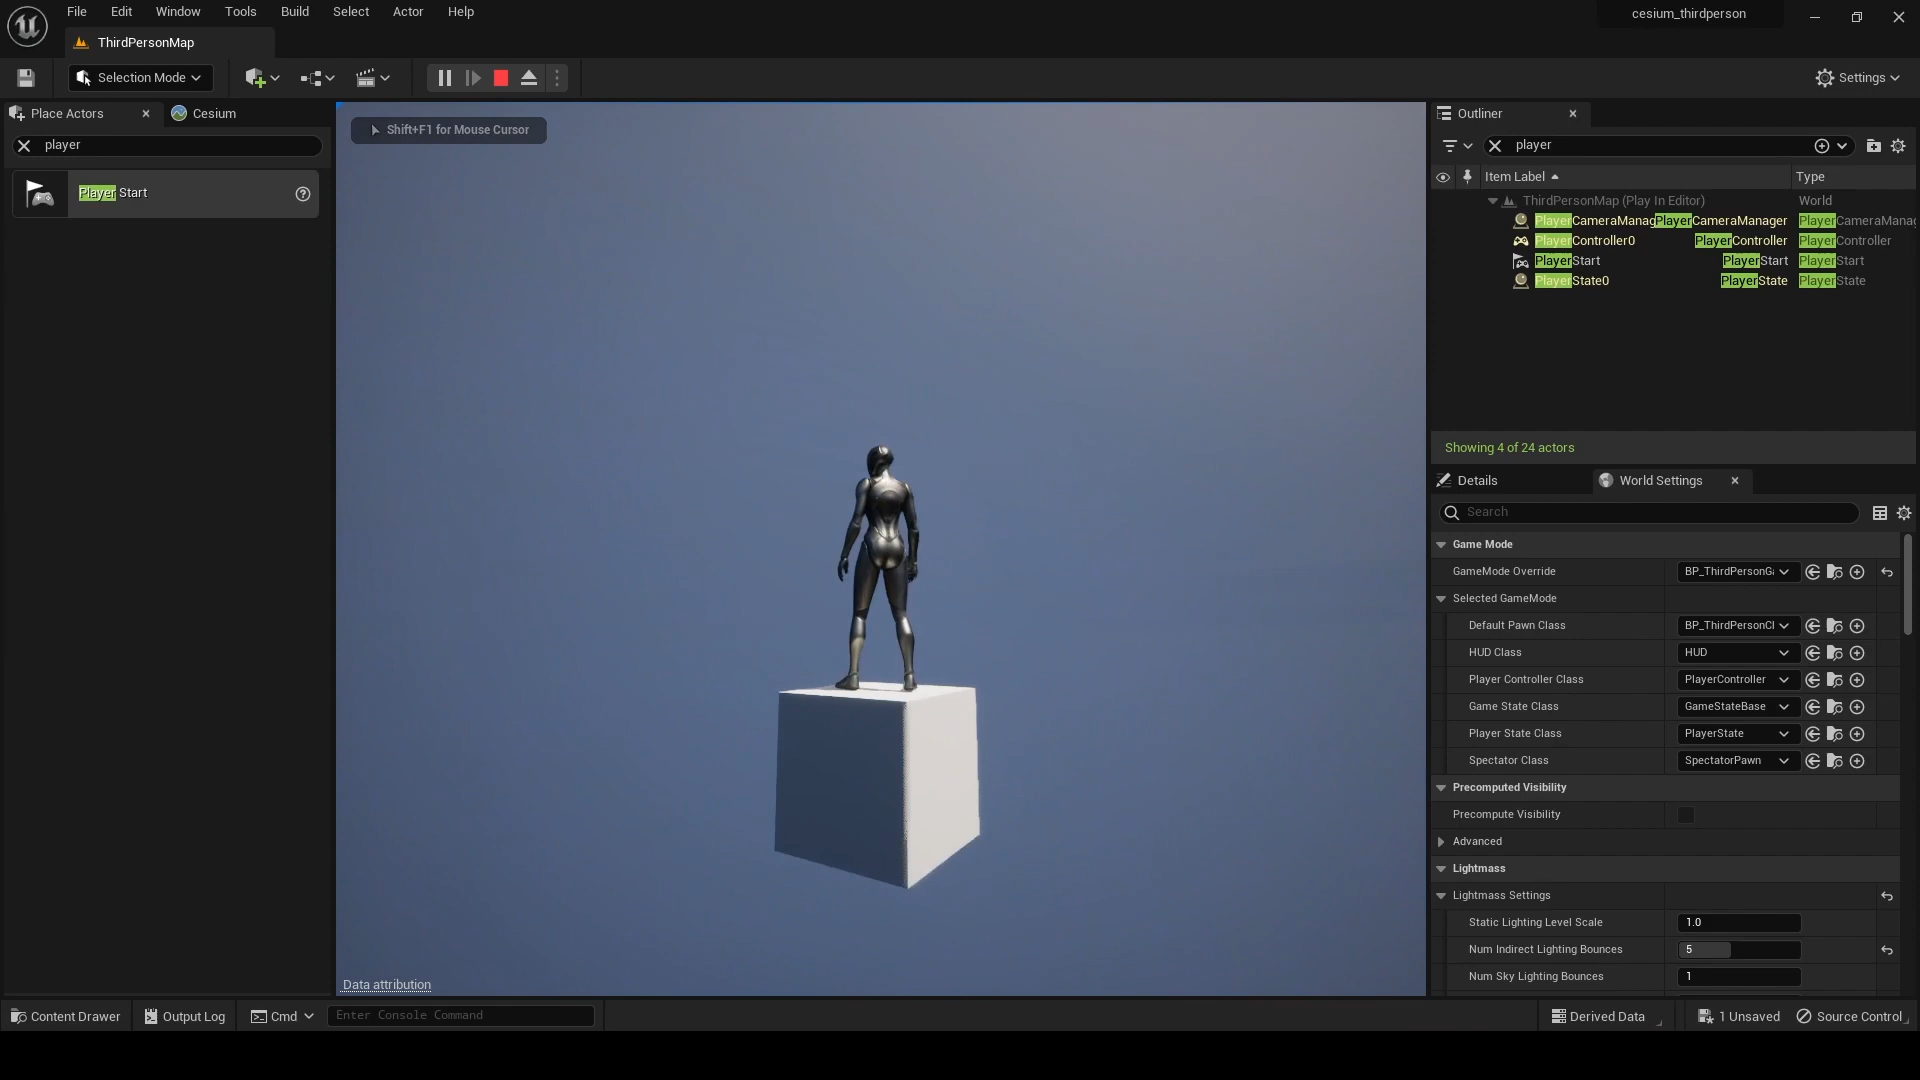 File Edit Window Tools Build Select Actor Help
cesium_thirdperson
ThirdPersonMap
Selection Mode
Settings
Place Actors
Cesium
player
Player Start
Shift+F1 for Mouse Cursor
Data attribution
Outliner
player
Item Label Type
ThirdPersonMap (Play In Editor) World
PlayerCameraManag PlayerCameraManager PlayerCameraManag
PlayerController0 PlayerController PlayerController
PlayerStart PlayerStart PlayerStart
PlayerState0 PlayerState PlayerState
Showing 4 of 24 actors
Details
World Settings
Search
Game Mode
GameMode Override BP_ThirdPersonGa
Selected GameMode
Default Pawn Class BP_ThirdPersonCl
HUD Class HUD
Player Controller Class PlayerController
Game State Class GameStateBase
Player State Class PlayerState
Spectator Class SpectatorPawn
Precomputed Visibility
Precompute Visibility
Advanced
Lightmass
Lightmass Settings
Static Lighting Level Scale 1.0
Num Indirect Lighting Bounces 5
Num Sky Lighting Bounces 1
Content Drawer Output Log Cmd Enter Console Command Derived Data 1 Unsaved Source Control